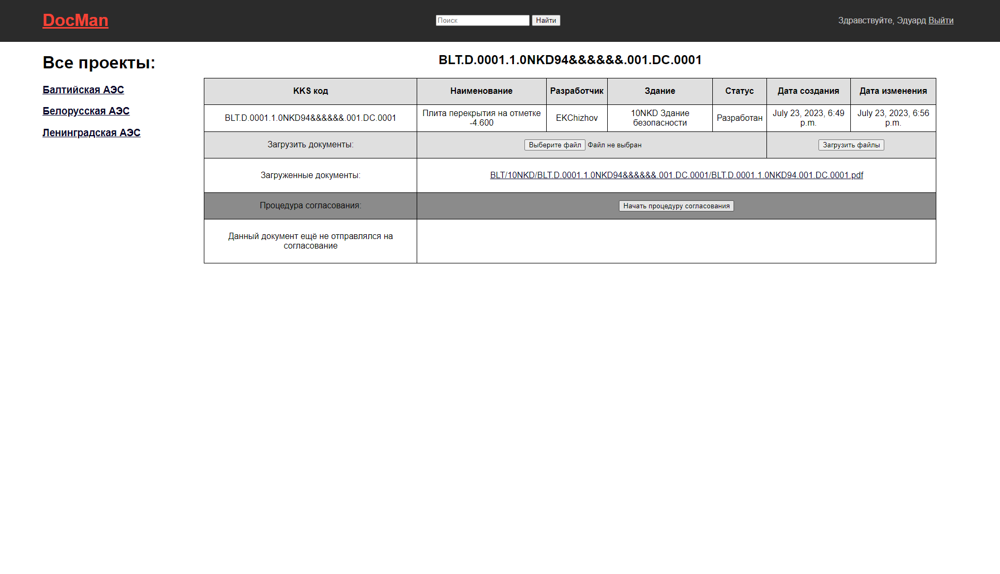 DocMan
Поиск
Найти
Здравствуйте, Эдуард Выйти
Все проекты:
Балтийская АЭС
Белорусская АЭС
Ленинградская АЭС
BLT.D.0001.1.0NKD94&&&&&&.001.DC.0001
KKS код
Наименование
Разработчик
Здание
Статус
Дата создания
Дата изменения
BLT.D.0001.1.0NKD94&&&&&&.001.DC.0001
Плита перекрытия на отметке
-4.600
EKChizhov
10NKD Здание
безопасности
Разработан
July 23, 2023, 6:49
p.m.
July 23, 2023, 6:56
p.m.
Загрузить документы:
Выберите файл Файл не выбран
Загрузить файлы
Загруженные документы:
BLT/10NKD/BLT.D.0001.1.0NKD94&&&&&&.001.DC.0001/BLT.D.0001.1.0NKD94.001.DC.0001.pdf
Процедура согласования:
Начать процедуру согласования
Данный документ ещё не отправлялся на
согласование